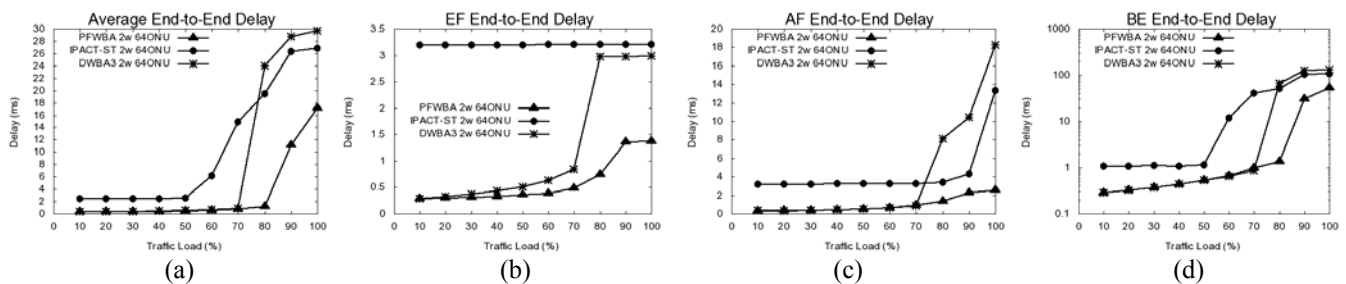 Average End-to-End Delay
PFWBA 2w 64ONU
IPACT-ST 2w 64ONU
DWBA3 2w 64ONU
Delay (ms)
30
28
26
24
22
20
18
16
14
12
10
8
6
4
2
0
0 10 20 30 40 50 60 70 80 90 100
Traffic Load (%)
(a)
EF End-to-End Delay
PFWBA 2w 64ONU
IPACT-ST 2w 64ONU
DWBA3 2w 64ONU
Delay (ms)
3.5
3
2.5
2
1.5
1
0.5
0
0 10 20 30 40 50 60 70 80 90 100
Traffic Load (%)
(b)
AF End-to-End Delay
PFWBA 2w 64ONU
IPACT-ST 2w 64ONU
DWBA3 2w 64ONU
Delay (ms)
20
18
16
14
12
10
8
6
4
2
0
0 10 20 30 40 50 60 70 80 90 100
Traffic Load (%)
(c)
BE End-to-End Delay
PFWBA 2w 64ONU
IPACT-ST 2w 64ONU
DWBA3 2w 64ONU
Delay (ms)
1000
100
10
1
0.1
0 10 20 30 40 50 60 70 80 90 100
Traffic Load (%)
(d)